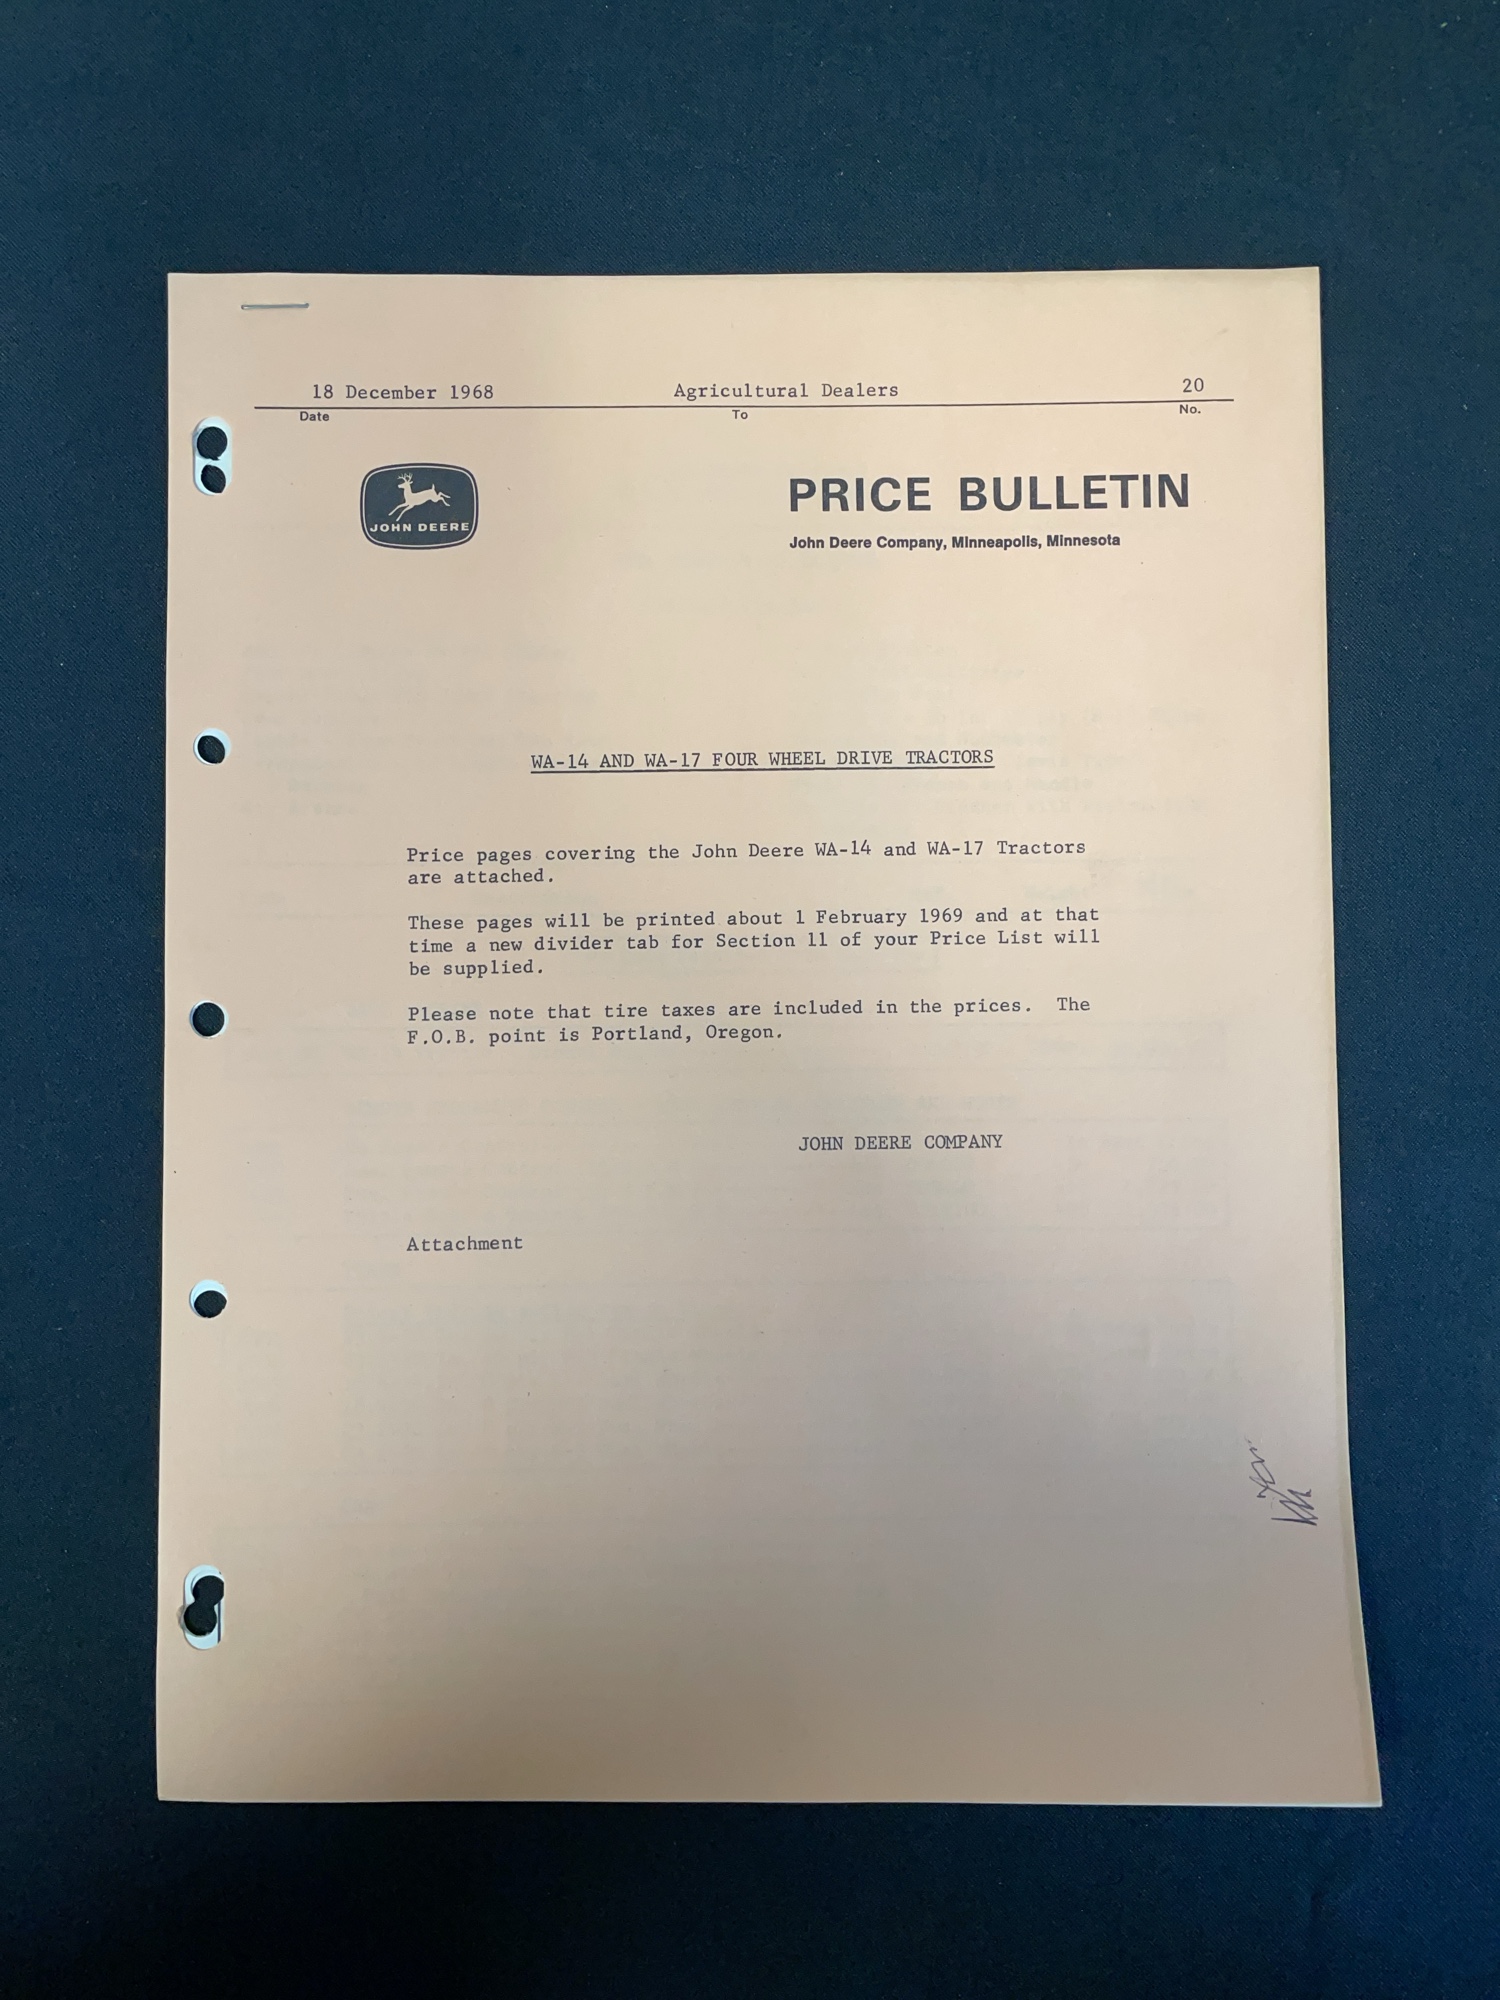 18 December 1968 Agricultural Dealers 20
Date To No.
JOHN DEERE
PRICE BULLETIN
John Deere Company, Minneapolis, Minnesota
WA-14 AND WA-17 FOUR WHEEL DRIVE TRACTORS
Price pages covering the John Deere WA-14 and WA-17 Tractors
are attached.
These pages will be printed about 1 February 1969 and at that
time a new divider tab for Section 11 of your Price List will
be supplied.
Please note that tire taxes are included in the prices. The
F.O.B. point is Portland, Oregon.
JOHN DEERE COMPANY
Attachment